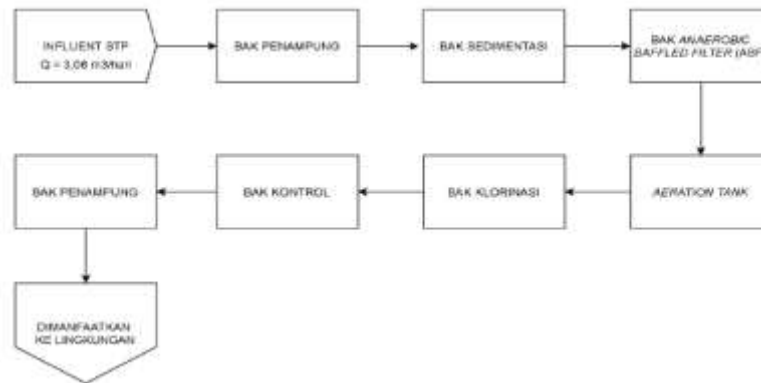 INFLUENT STP
Q = 3,06 m3/hari
BAK PENAMPUNG
BAK SEDIMENTASI
BAK ANAEROBIC
BAFFLED FILTER (ABF)
BAK PENAMPUNG
BAK KONTROL
BAK KLORINASI
AERATION TANK
DIMANFAATKAN
KE LINGKUNGAN